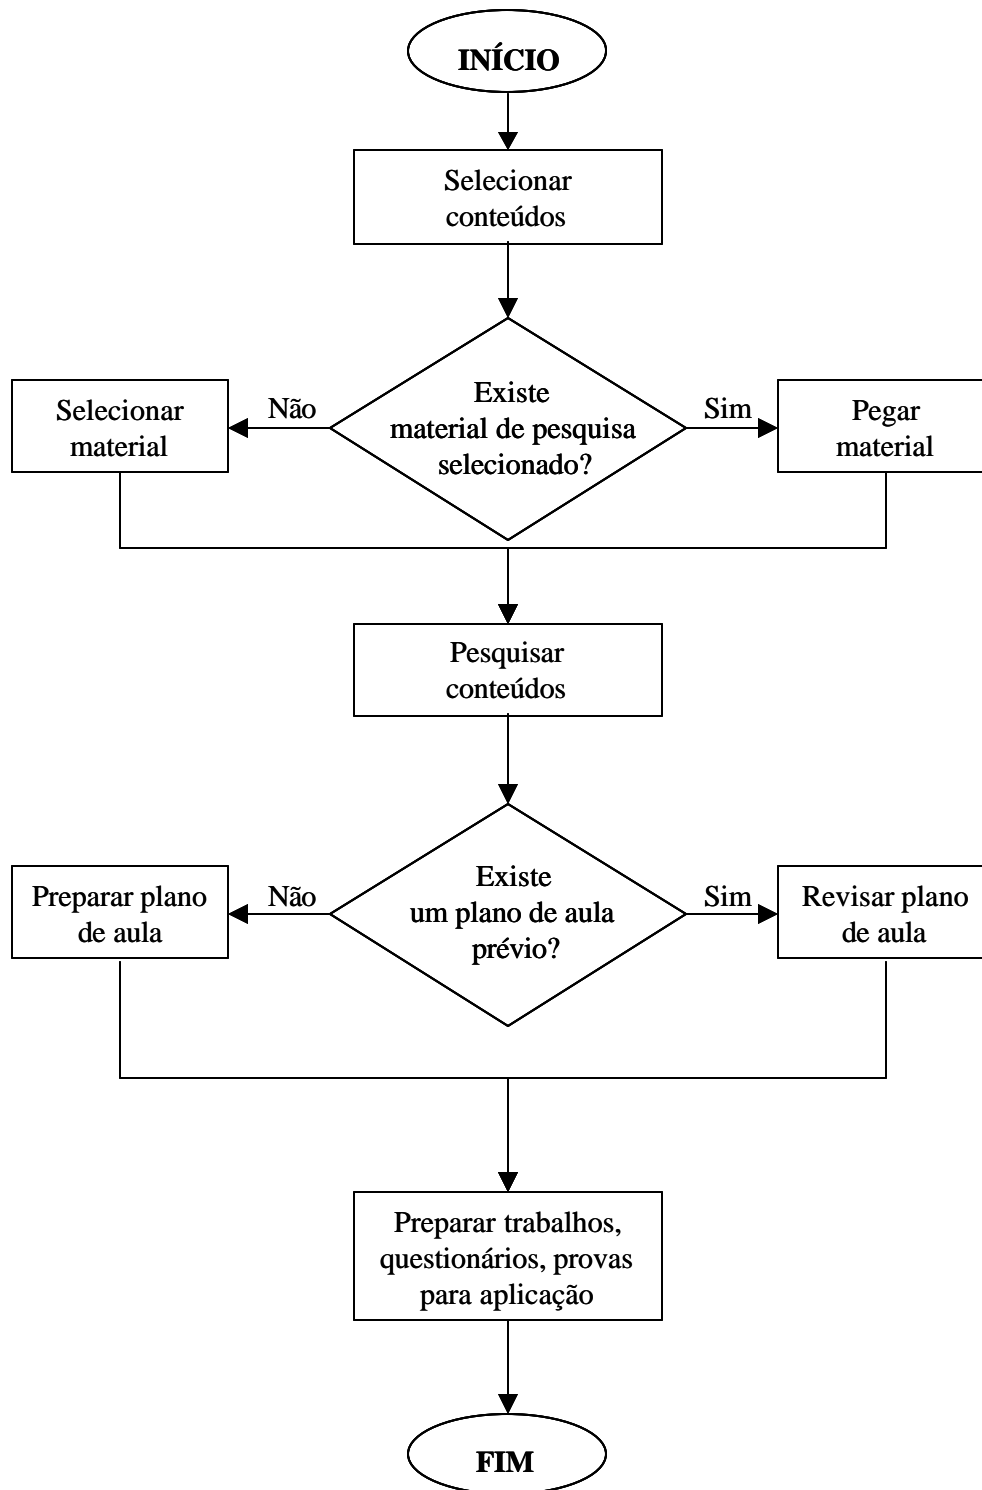 INÍCIO
Selecionar
conteúdos
Existe
material de pesquisa
selecionado?
Não
Sim
Selecionar
material
Pegar
material
Pesquisar
conteúdos
Existe
um plano de aula
prévio?
Não
Sim
Preparar plano
de aula
Revisar plano
de aula
Preparar trabalhos,
questionários, provas
para aplicação
FIM